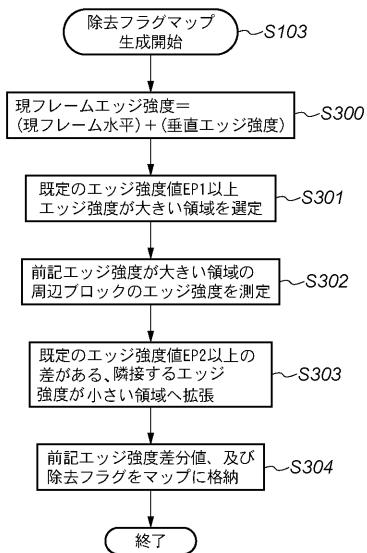 除去フラグマップ
生成開始
S103
現フレームエッジ強度＝
(現フレーム水平)＋(垂直エッジ強度)
S300
既定のエッジ強度値EP1以上
エッジ強度が大きい領域を選定
S301
前記エッジ強度が大きい領域の
周辺ブロックのエッジ強度を測定
S302
既定のエッジ強度値EP2以上の
差がある、隣接するエッジ
強度が小さい領域へ拡張
S303
前記エッジ強度差分値、及び
除去フラグをマップに格納
S304
終了